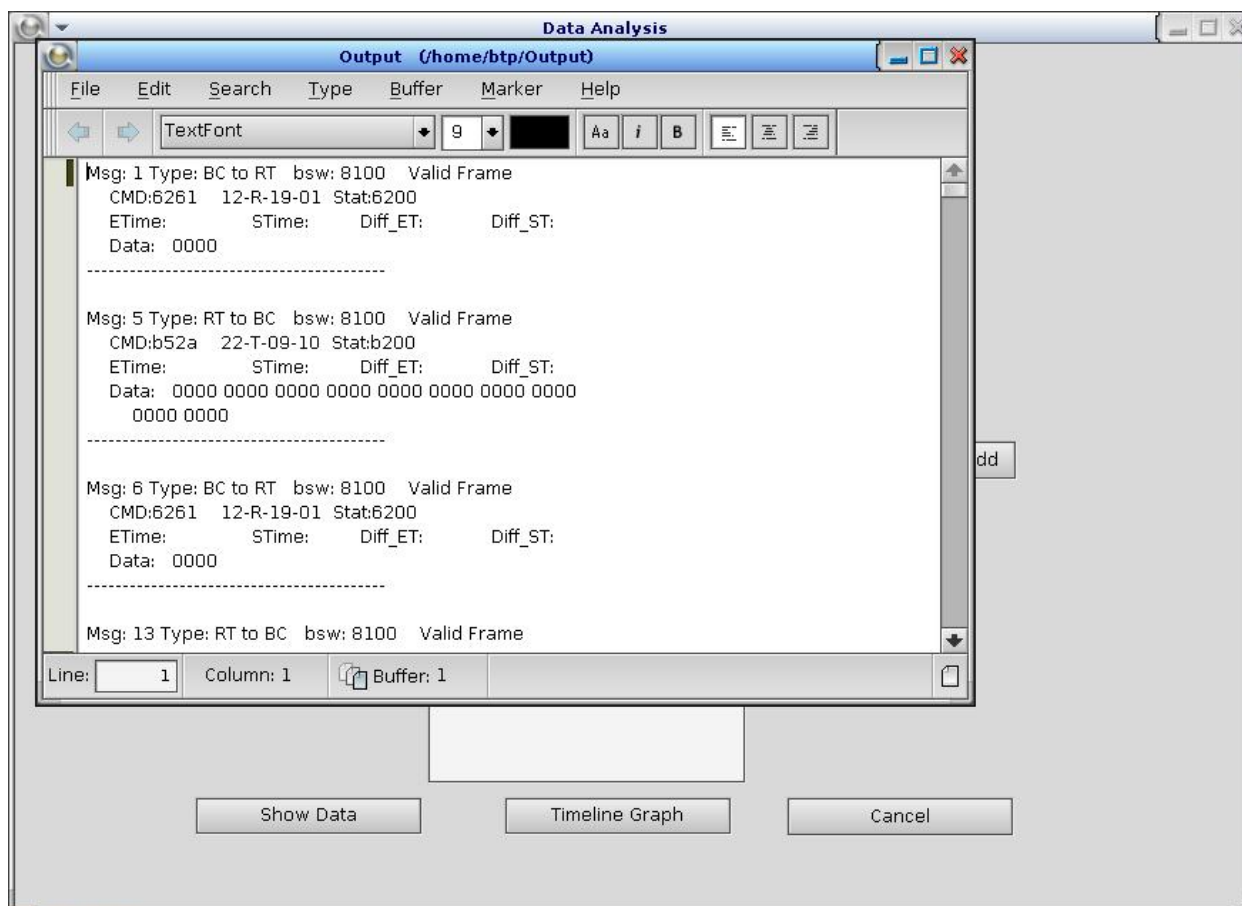 Data Analysis
Output (/home/btp/Output)
File Edit Search Type Buffer Marker Help
TextFont 9 Aa i B
Msg: 1 Type: BC to RT bsw: 8100 Valid Frame
CMD:6261 12-R-19-01 Stat:6200
ETime: STime: Diff_ET: Diff_ST:
Data: 0000
-----------------------------------------
Msg: 5 Type: RT to BC bsw: 8100 Valid Frame
CMD:b52a 22-T-09-10 Stat:b200
ETime: STime: Diff_ET: Diff_ST:
Data: 0000 0000 0000 0000 0000 0000 0000 0000
0000 0000
-----------------------------------------
Msg: 6 Type: BC to RT bsw: 8100 Valid Frame
CMD:6261 12-R-19-01 Stat:6200
ETime: STime: Diff_ET: Diff_ST:
Data: 0000
-----------------------------------------
Msg: 13 Type: RT to BC bsw: 8100 Valid Frame
dd
Line: 1 Column: 1 Buffer: 1
Show Data Timeline Graph Cancel